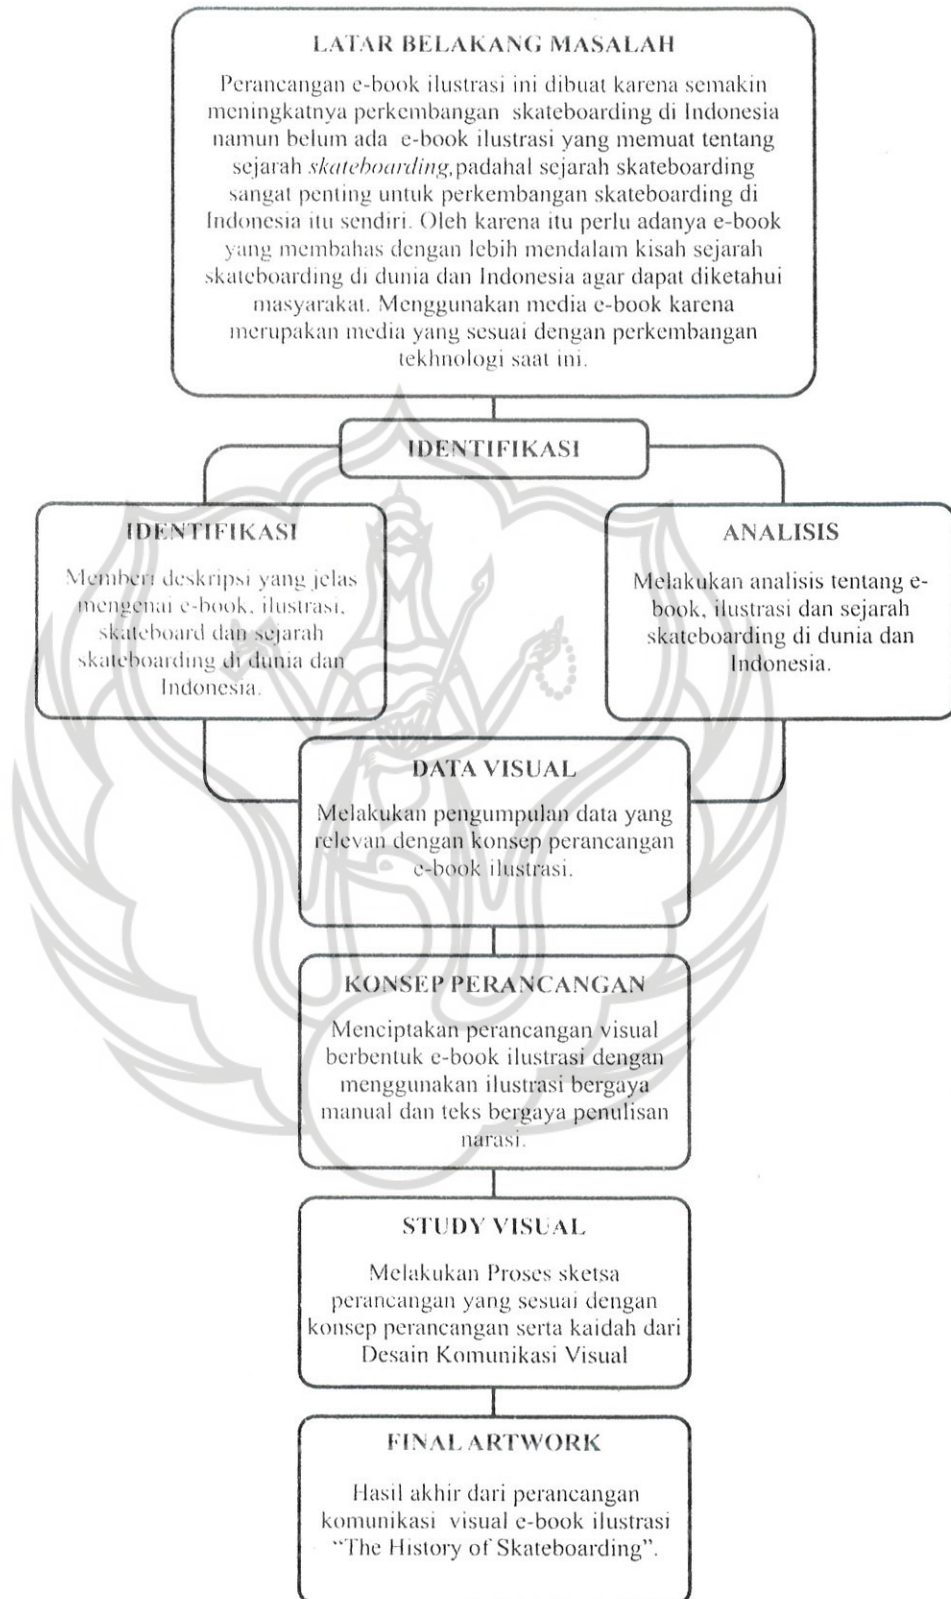 LATAR BELAKANG MASALAH
Perancangan e-book ilustrasi ini dibuat karena semakin
meningkatnya perkembangan skateboarding di Indonesia
namun belum ada e-book ilustrasi yang memuat tentang
sejarah skateboarding,padahal sejarah skateboarding
sangat penting untuk perkembangan skateboarding di
Indonesia itu sendiri. Oleh karena itu perlu adanya e-book
yang membahas dengan lebih mendalam kisah sejarah
skateboarding di dunia dan Indonesia agar dapat diketahui
masyarakat. Menggunakan media e-book karena
merupakan media yang sesuai dengan perkembangan
tekhnologi saat ini.
IDENTIFIKASI
IDENTIFIKASI
Memberi deskripsi yang jelas
mengenai e-book, ilustrasi,
skateboard dan sejarah
skateboarding di dunia dan
Indonesia.
ANALISIS
Melakukan analisis tentang e-
book, ilustrasi dan sejarah
skateboarding di dunia dan
Indonesia.
DATA VISUAL
Melakukan pengumpulan data yang
relevan dengan konsep perancangan
e-book ilustrasi.
KONSEP PERANCANGAN
Menciptakan perancangan visual
berbentuk e-book ilustrasi dengan
menggunakan ilustrasi bergaya
manual dan teks bergaya penulisan
narasi.
STUDY VISUAL
Melakukan Proses sketsa
perancangan yang sesuai dengan
konsep perancangan serta kaidah dari
Desain Komunikasi Visual
FINAL ARTWORK
Hasil akhir dari perancangan
komunikasi visual e-book ilustrasi
“The History of Skateboarding”.